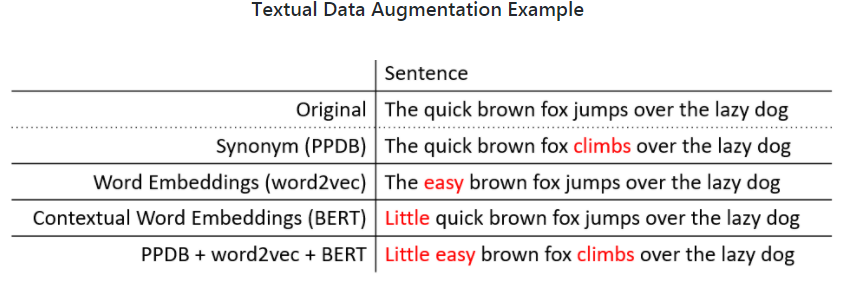 Textual Data Augmentation Example
Sentence
Original The quick brown fox jumps over the lazy dog
Synonym (PPDB) The quick brown fox climbs over the lazy dog
Word Embeddings (word2vec) The easy brown fox jumps over the lazy dog
Contextual Word Embeddings (BERT) Little quick brown fox jumps over the lazy dog
PPDB + word2vec + BERT Little easy brown fox climbs over the lazy dog